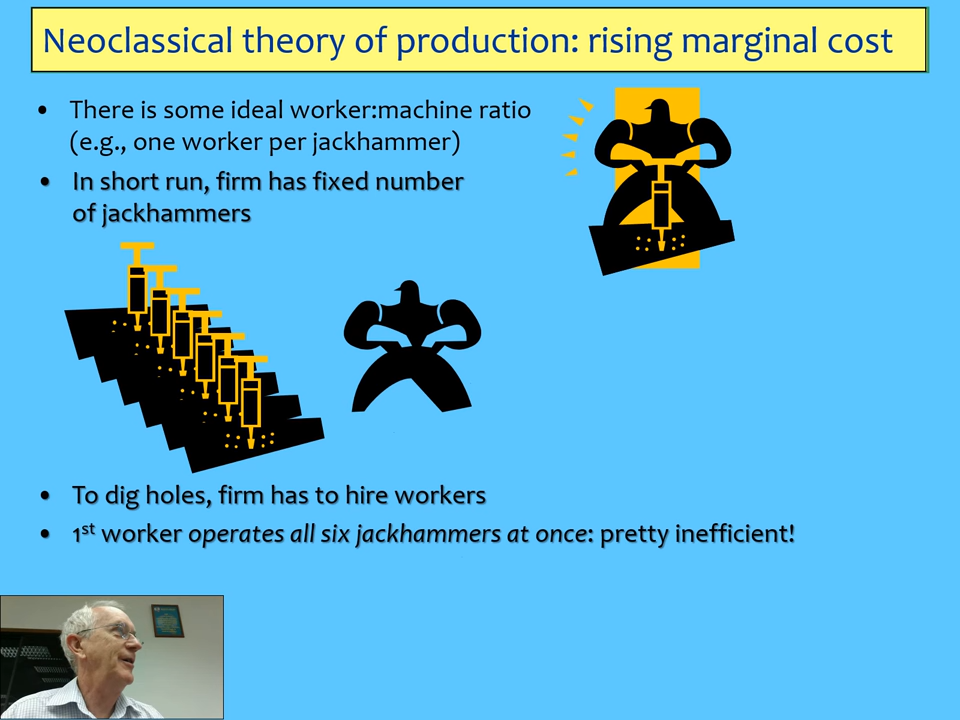 Neoclassical theory of production: rising marginal cost
• There is some ideal worker:machine ratio
(e.g., one worker per jackhammer)
• In short run, firm has fixed number
of jackhammers
• To dig holes, firm has to hire workers
• 1st worker operates all six jackhammers at once: pretty inefficient!